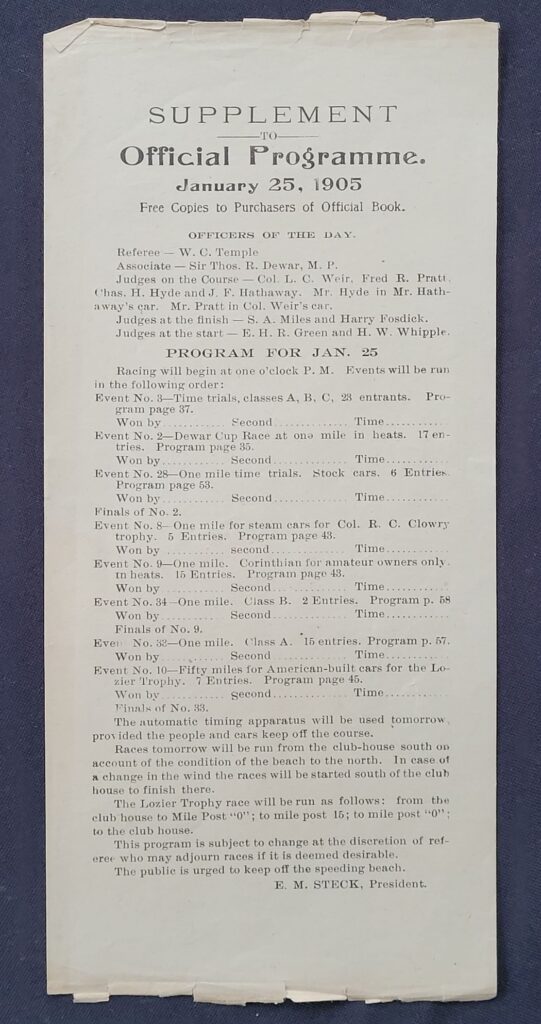 SUPPLEMENT
TO
Official Programme.
January 25, 1905
Free Copies to Purchasers of Official Book.
OFFICERS OF THE DAY.
Referee — W. C. Temple
Associate — Sir Thos. R. Dewar, M. P.
Judges on the Course — Col. L. C. Weir, Fred R. Pratt,
Chas. H. Hyde and J. F. Hathaway. Mr. Hyde in Mr. Hath-
away's car. Mr. Pratt in Col. Weir's car.
Judges at the finish — S. A. Miles and Harry Fosdick.
Judges at the start — E. H. R. Green and H. W. Whipple.
PROGRAM FOR JAN. 25
Racing will begin at one o'clock P. M. Events will be run
in the following order:
Event No. 3—Time trials, classes A, B, C, 23 entrants. Pro-
gram page 37.
Won by............ Second............ Time............
Event No. 2—Dewar Cup Race at one mile in heats. 17 en-
tries. Program page 35.
Won by............ Second............ Time............
Event No. 28—One mile time trials. Stock cars. 6 Entries.
Program page 53.
Won by............ Second............ Time............
Finals of No. 2.
Event No. 8—One mile for steam cars for Col. R. C. Clowry
trophy. 5 Entries. Program page 43.
Won by ............ second............ Time............
Event No. 9—One mile. Corinthian for amateur owners only.
in heats. 15 Entries. Program page 43.
Won by............ Second............ Time............
Event No. 34—One mile. Class B. 2 Entries. Program p. 58
Won by............ Second............ Time............
Finals of No. 9.
Event No. 33—One mile. Class A. 15 entries. Program p. 57.
Won by............ Second............ Time............
Event No. 10—Fifty miles for American-built cars for the Lo-
zier Trophy. 7 Entries. Program page 45.
Won by............ Second............ Time............
Finals of No. 33.
The automatic timing apparatus will be used tomorrow,
provided the people and cars keep off the course.
Races tomorrow will be run from the club-house south on
account of the condition of the beach to the north. In case of
a change in the wind the races will be started south of the club
house to finish there.
The Lozier Trophy race will be run as follows: from the
club house to Mile Post "0"; to mile post 15; to mile post "0";
to the club house.
This program is subject to change at the discretion of ref-
eree who may adjourn races if it is deemed desirable.
The public is urged to keep off the speeding beach.
E. M. STECK, President.